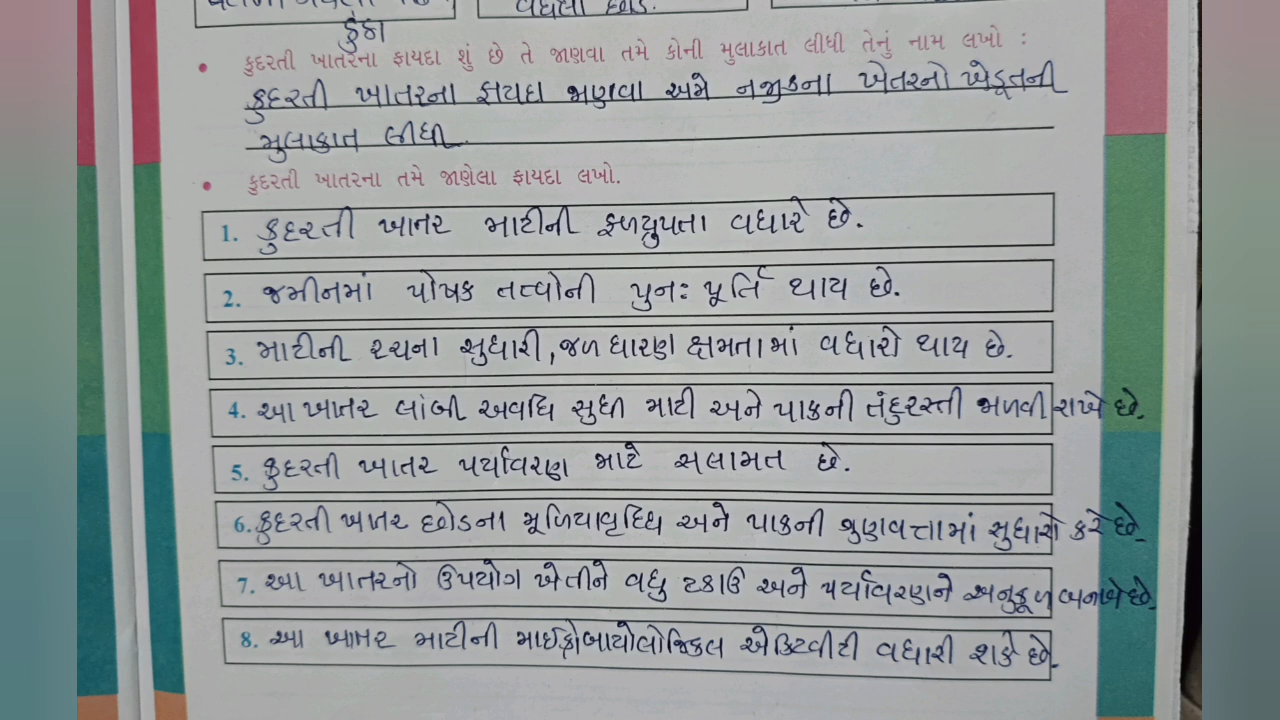 કુંડા
વધેલા છોડ.
• કુદરતી ખાતરના ફાયદા શું છે તે જાણવા તમે કોની મુલાકાત લીધી તેનું નામ લખો :
કુદરતી ખાતરના ફાયદા જાણવા અમે નજીકના ખેતરનો ખેડૂતની
મુલાકાત લીધી.
• કુદરતી ખાતરના તમે જાણેલા ફાયદા લખો.
1. કુદરતી ખાતર માટીની ફળદ્રુપતા વધારે છે.
2. જમીનમાં પોષક તત્વોની પુનઃ પૂર્તિ થાય છે.
3. માટીની રચના સુધારી, જળ ધારણ ક્ષમતામાં વધારો થાય છે.
4. આ ખાતર લાંબી અવધિ સુધી માટી અને પાકની તંદુરસ્તી જાળવી રાખે છે.
5. કુદરતી ખાતર પર્યાવરણ માટે સલામત છે.
6. કુદરતી ખાતર છોડના મૂળિયાવૃધ્ધિ અને પાકની ગુણવત્તામાં સુધારો કરે છે.
7. આ ખાતરનો ઉપયોગ ખેતીને વધુ ટકાઉ અને પર્યાવરણને અનુકૂળ બનાવે છે.
8. આ ખાતર માટીની માઈક્રોબાયોલોજિકલ એક્ટિવીટી વધારી શકે છે.